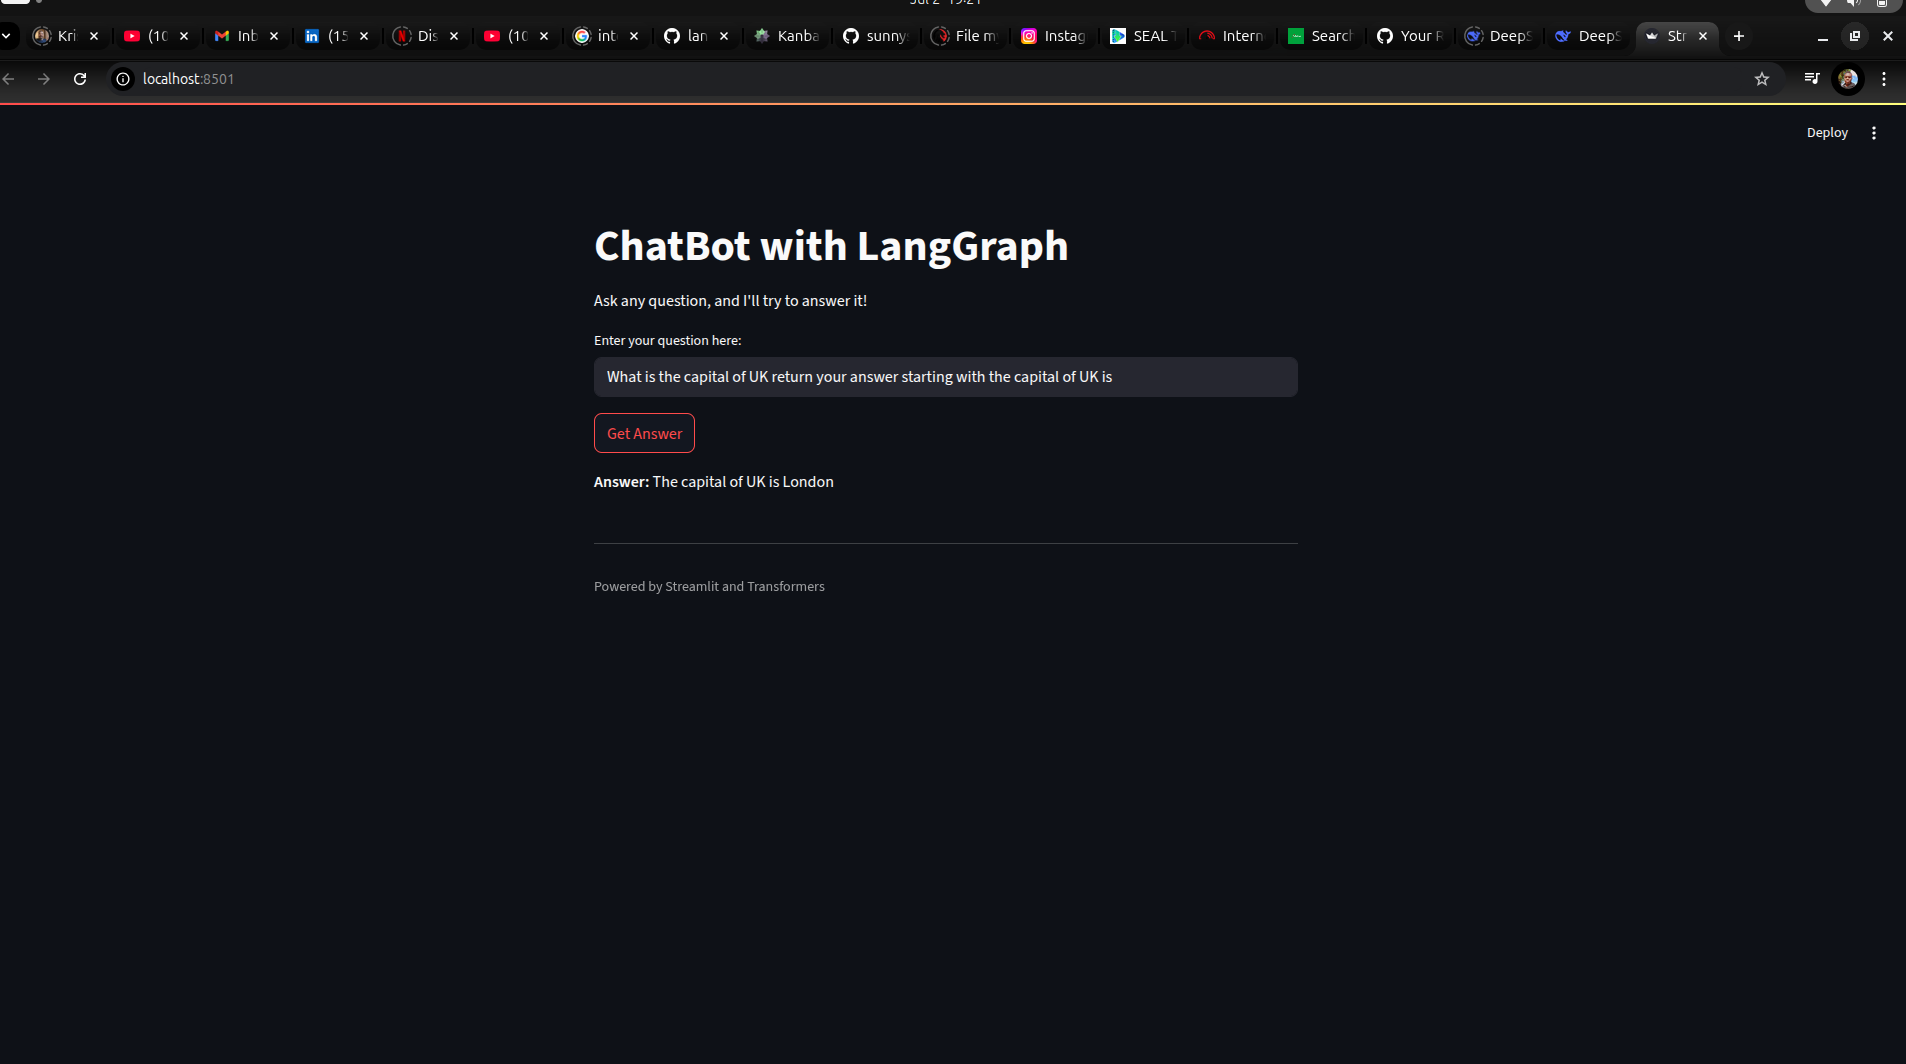 Kri
(10
Inb
(15
Dis
(10
int
lan
Kanba
sunny
File m
Instag
SEAL
Intern
Search
Your R
DeepS
DeepS
Str
localhost:8501
Deploy
ChatBot with LangGraph
Ask any question, and I'll try to answer it!
Enter your question here:
What is the capital of UK return your answer starting with the capital of UK is
Get Answer
Answer: The capital of UK is London
Powered by Streamlit and Transformers